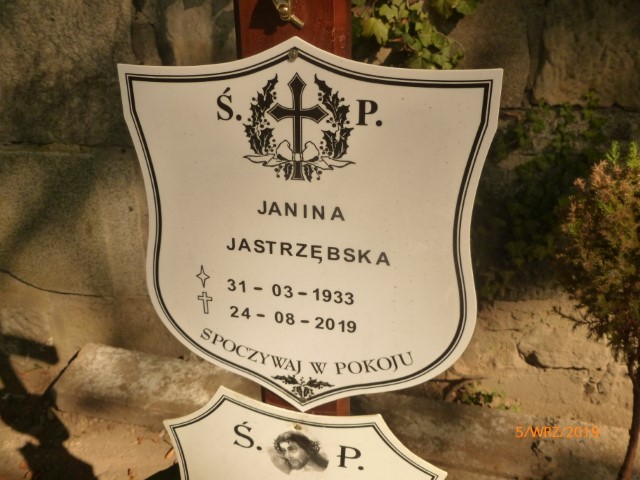 Ś. P.
JANINA
JASTRZĘBSKA
31 - 03 - 1933
24 - 08 - 2019
SPOCZYWAJ W POKOJU
Ś. P.
5/WRZ/2019